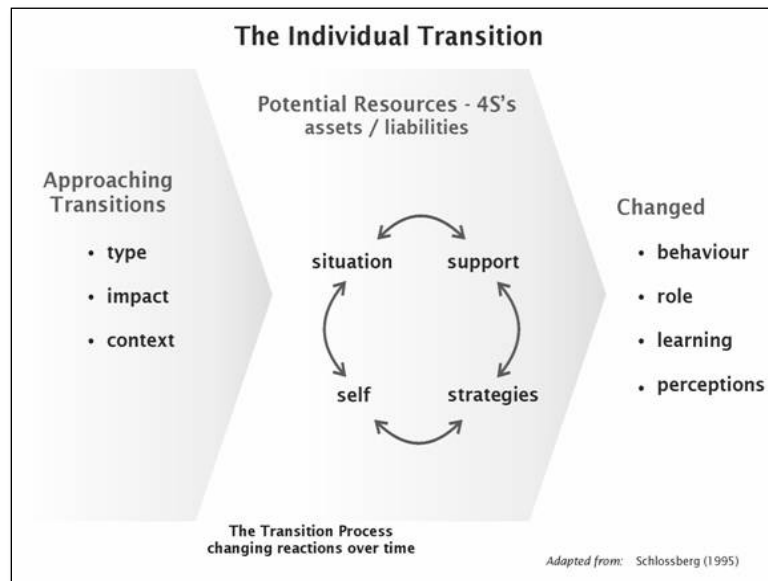 The Individual Transition
Potential Resources - 4S's
assets / liabilities
Approaching
Transitions
• type
• impact
• context
situation
support
self
strategies
Changed
• behaviour
• role
• learning
• perceptions
The Transition Process
changing reactions over time
Adapted from: Schlossberg (1995)